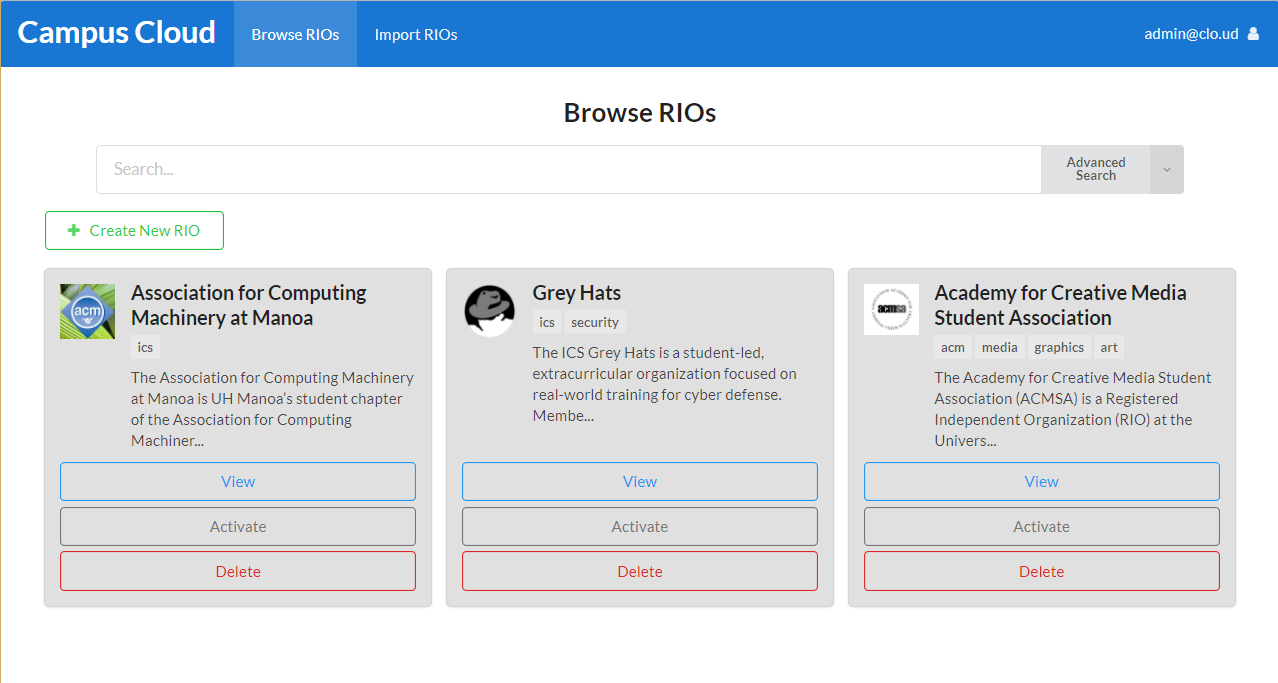 Campus Cloud
Browse RIOs
Import RIOs
admin@clo.ud
Browse RIOs
Search...
Advanced
Search
Create New RIO
acm
Association for Computing
Machinery at Manoa
ics
The Association for Computing Machinery
at Manoa is UH Manoa’s student chapter
of the Association for Computing
Machiner...
View
Activate
Delete
Grey Hats
ics
security
The ICS Grey Hats is a student-led,
extracurricular organization focused on
real-world training for cyber defense.
Membe...
View
Activate
Delete
acmsa
Academy for Creative Media
Student Association
acm
media
graphics
art
The Academy for Creative Media Student
Association (ACMSA) is a Registered
Independent Organization (RIO) at the
Univers...
View
Activate
Delete